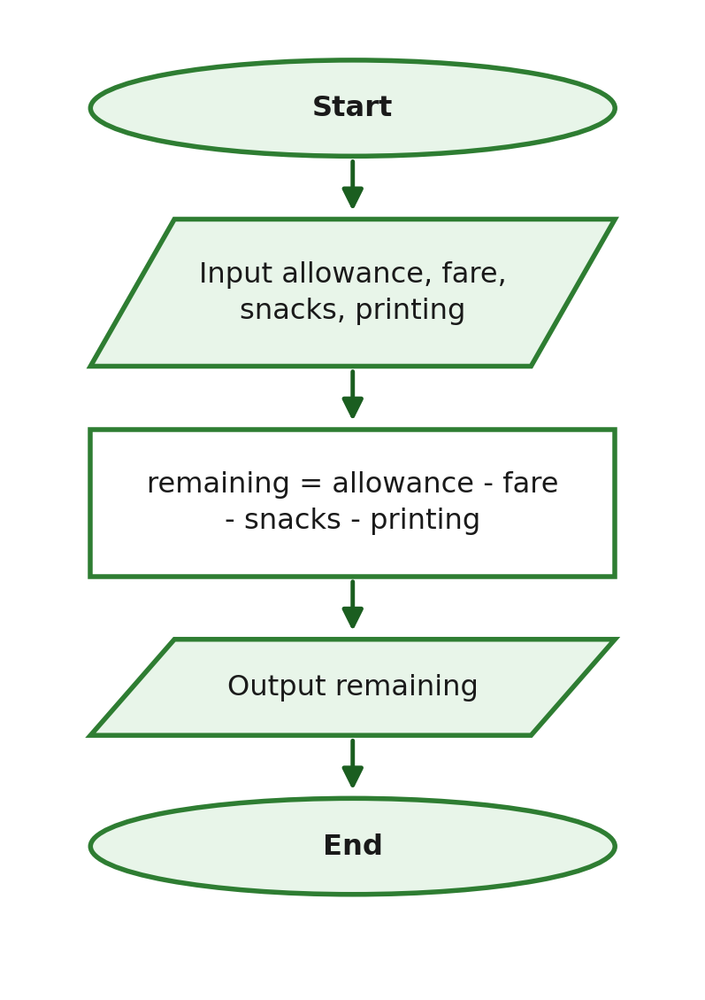 Start
Input allowance, fare,
snacks, printing
remaining = allowance - fare
- snacks - printing
Output remaining
End